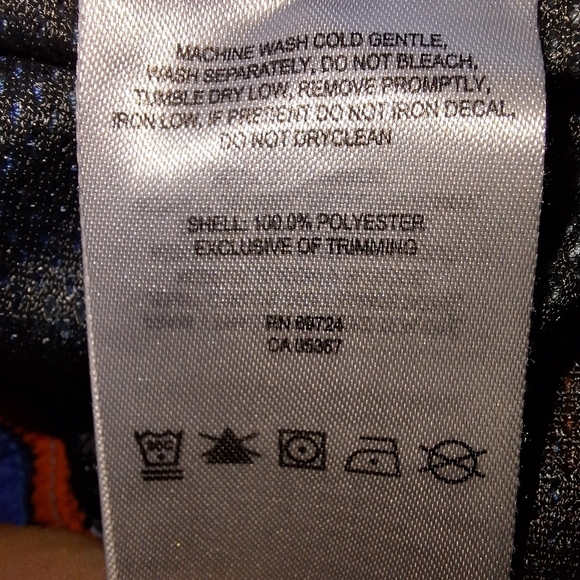 MACHINE WASH COLD GENTLE,
WASH SEPARATELY, DO NOT BLEACH,
TUMBLE DRY LOW, REMOVE PROMPTLY,
IRON LOW, IF PRESENT DO NOT IRON DECAL,
DO NOT DRYCLEAN
SHELL: 100.0% POLYESTER
EXCLUSIVE OF TRIMMING
RN 69724
CA 05367